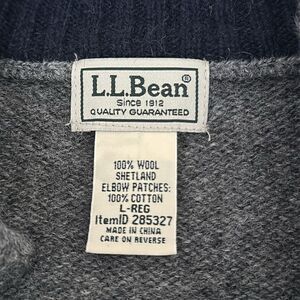 L.L.Bean®
Since 1912
QUALITY GUARANTEED
100% WOOL
SHETLAND
ELBOW PATCHES:
100% COTTON
L-REG
ItemID 285327
MADE IN CHINA
CARE ON REVERSE